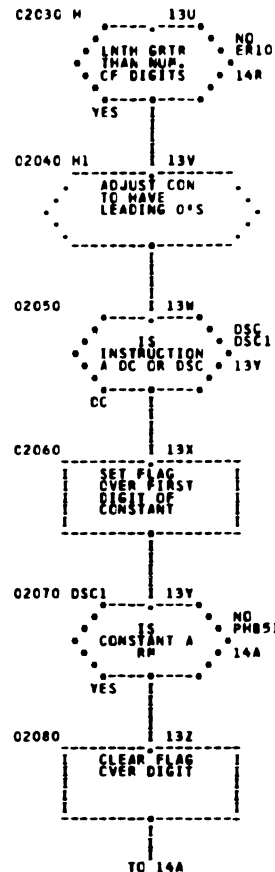 C2030 H 13U
LNTH GRTR
THAN NUM.
CF DIGITS
NO
ER10
14R
YES
02040 H1 13V
ADJUST CON
TO HAVE
LEADING 0'S
02050 13W
IS
INSTRUCTION
A DC OR DSC
DSC
DSC1
13Y
DC
C2060 13X
SET FLAG
OVER FIRST
DIGIT OF
CONSTANT
02070 DSC1 13Y
IS
CONSTANT A
RM
NO
PHB51
14A
YES
02080 13Z
CLEAR FLAG
CVER DIGIT
TO 14A